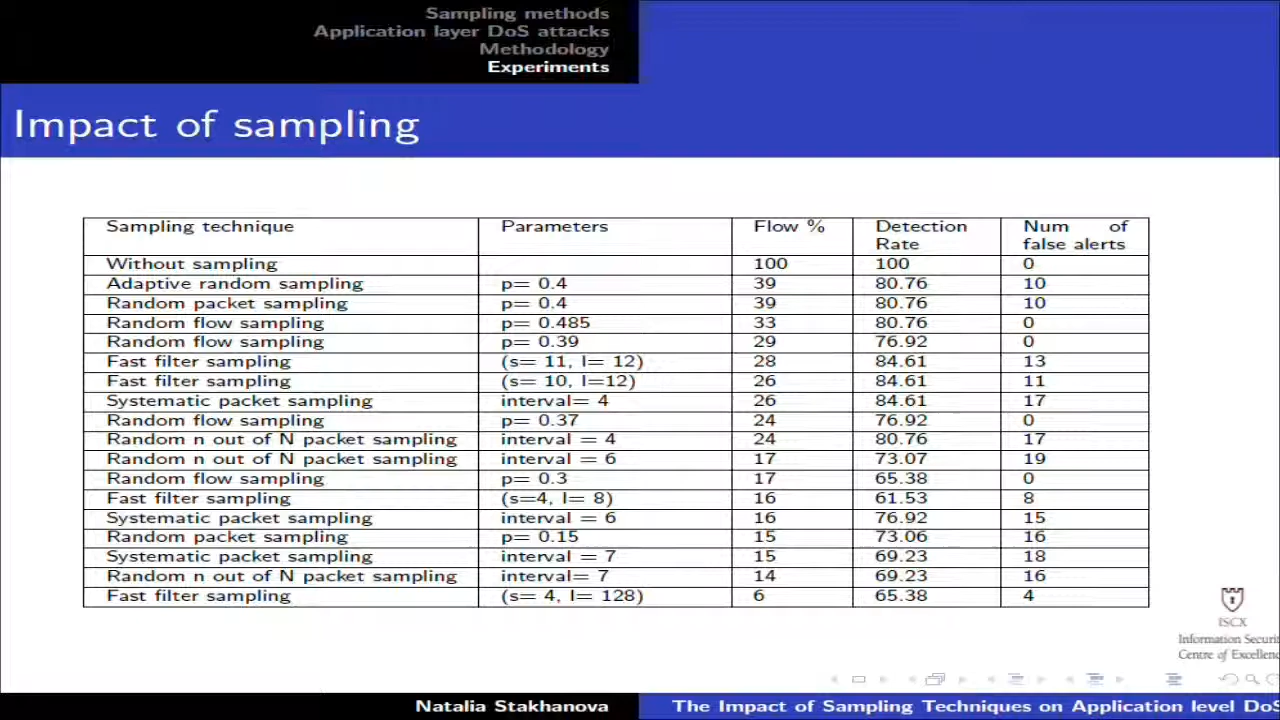 Sampling methods
Application layer DoS attacks
Methodology
Experiments
Impact of sampling
Sampling technique Parameters Flow % Detection Rate Num of false alerts
Without sampling 100 100 0
Adaptive random sampling p= 0.4 39 80.76 10
Random packet sampling p= 0.4 39 80.76 10
Random flow sampling p= 0.485 33 80.76 0
Random flow sampling p= 0.39 29 76.92 0
Fast filter sampling (s= 11, l= 12) 28 84.61 13
Fast filter sampling (s= 10, l=12) 26 84.61 11
Systematic packet sampling interval= 4 26 84.61 17
Random flow sampling p= 0.37 24 76.92 0
Random n out of N packet sampling interval = 4 24 80.76 17
Random n out of N packet sampling interval = 6 17 73.07 19
Random flow sampling p= 0.3 17 65.38 0
Fast filter sampling (s=4, l= 8) 16 61.53 8
Systematic packet sampling interval = 6 16 76.92 15
Random packet sampling p= 0.15 15 73.06 16
Systematic packet sampling interval = 7 15 69.23 18
Random n out of N packet sampling interval= 7 14 69.23 16
Fast filter sampling (s= 4, l= 128) 6 65.38 4
ISCX
Information Securit
Centre of Excellenc
Natalia Stakhanova The Impact of Sampling Techniques on Application level DoS